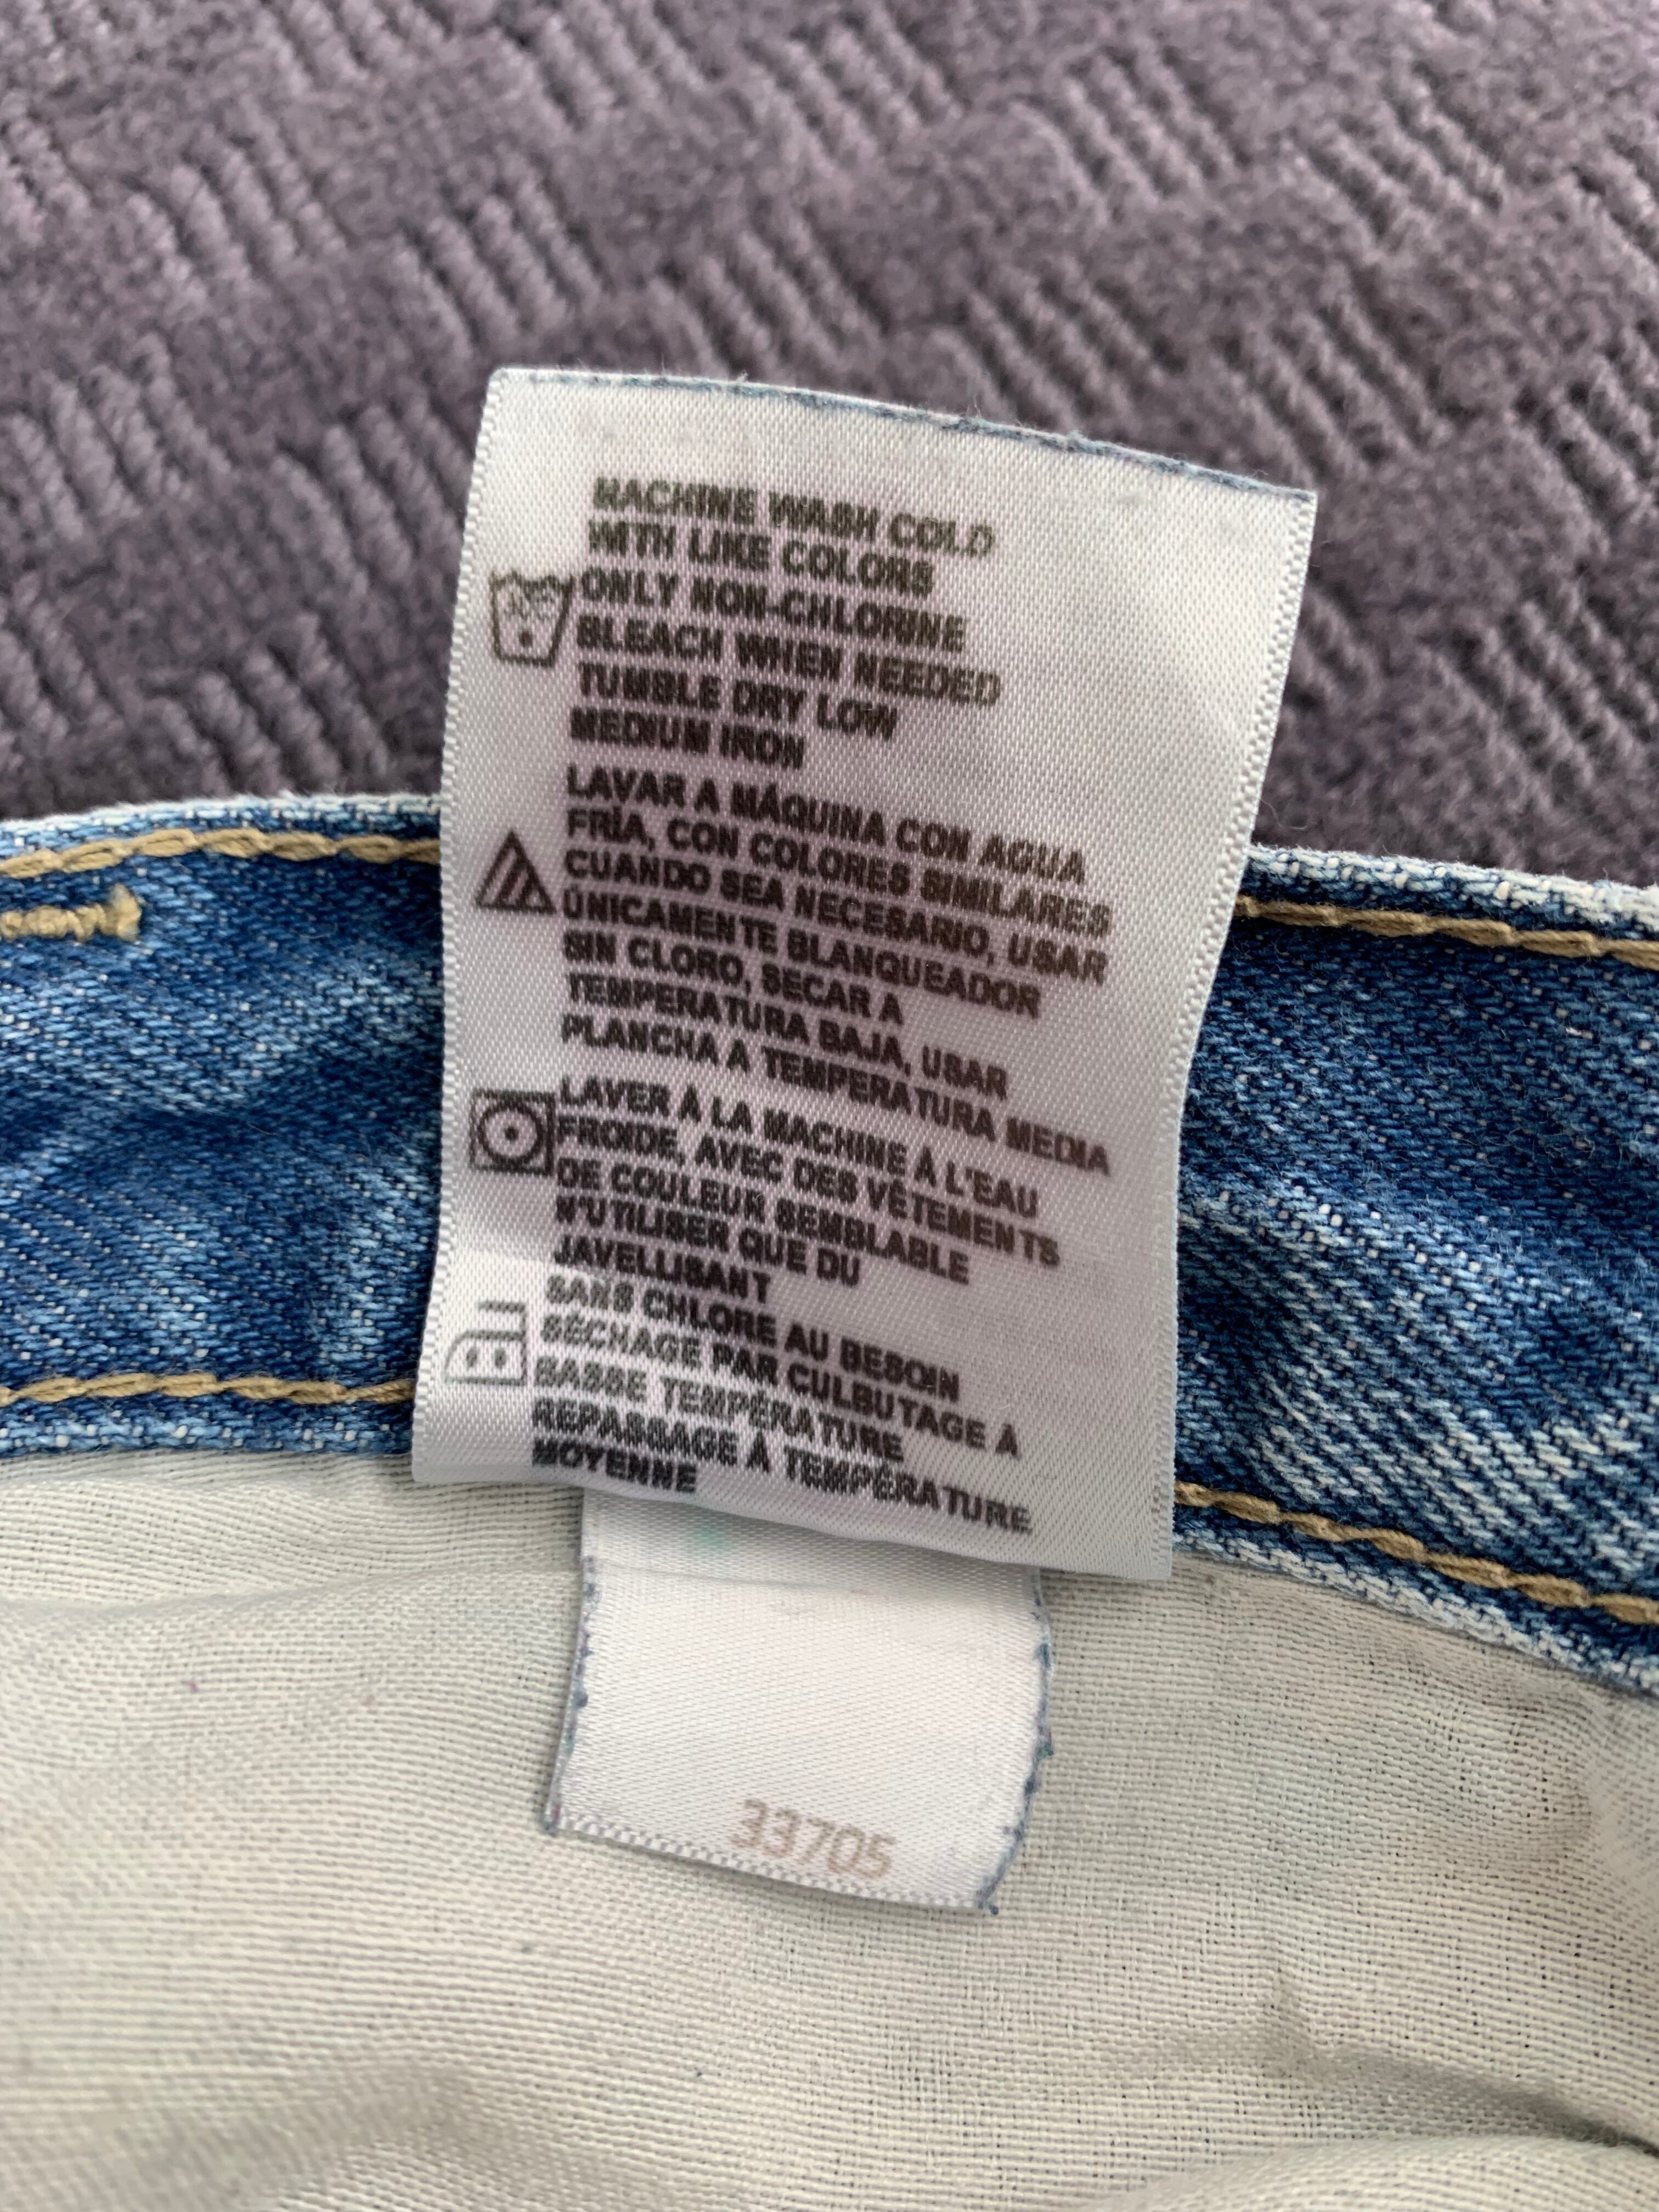 MACHINE WASH COLD
WITH LIKE COLORS
ONLY NON-CHLORINE
BLEACH WHEN NEEDED
TUMBLE DRY LOW
MEDIUM IRON
LAVAR A MÁQUINA CON AGUA
FRÍA, CON COLORES SIMILARES
CUANDO SEA NECESARIO, USAR
ÚNICAMENTE BLANQUEADOR
SIN CLORO, SECAR A
TEMPERATURA BAJA, USAR
PLANCHA A TEMPERATURA MEDIA
LAVER À LA MACHINE À L'EAU
FROIDE, AVEC DES VÊTEMENTS
DE COULEUR SEMBLABLE
N'UTILISER QUE DU
JAVELLISANT
SANS CHLORE AU BESOIN
SÉCHAGE PAR CULBUTAGE À
BASSE TEMPÉRATURE
REPASSAGE À TEMPÉRATURE
MOYENNE
33705